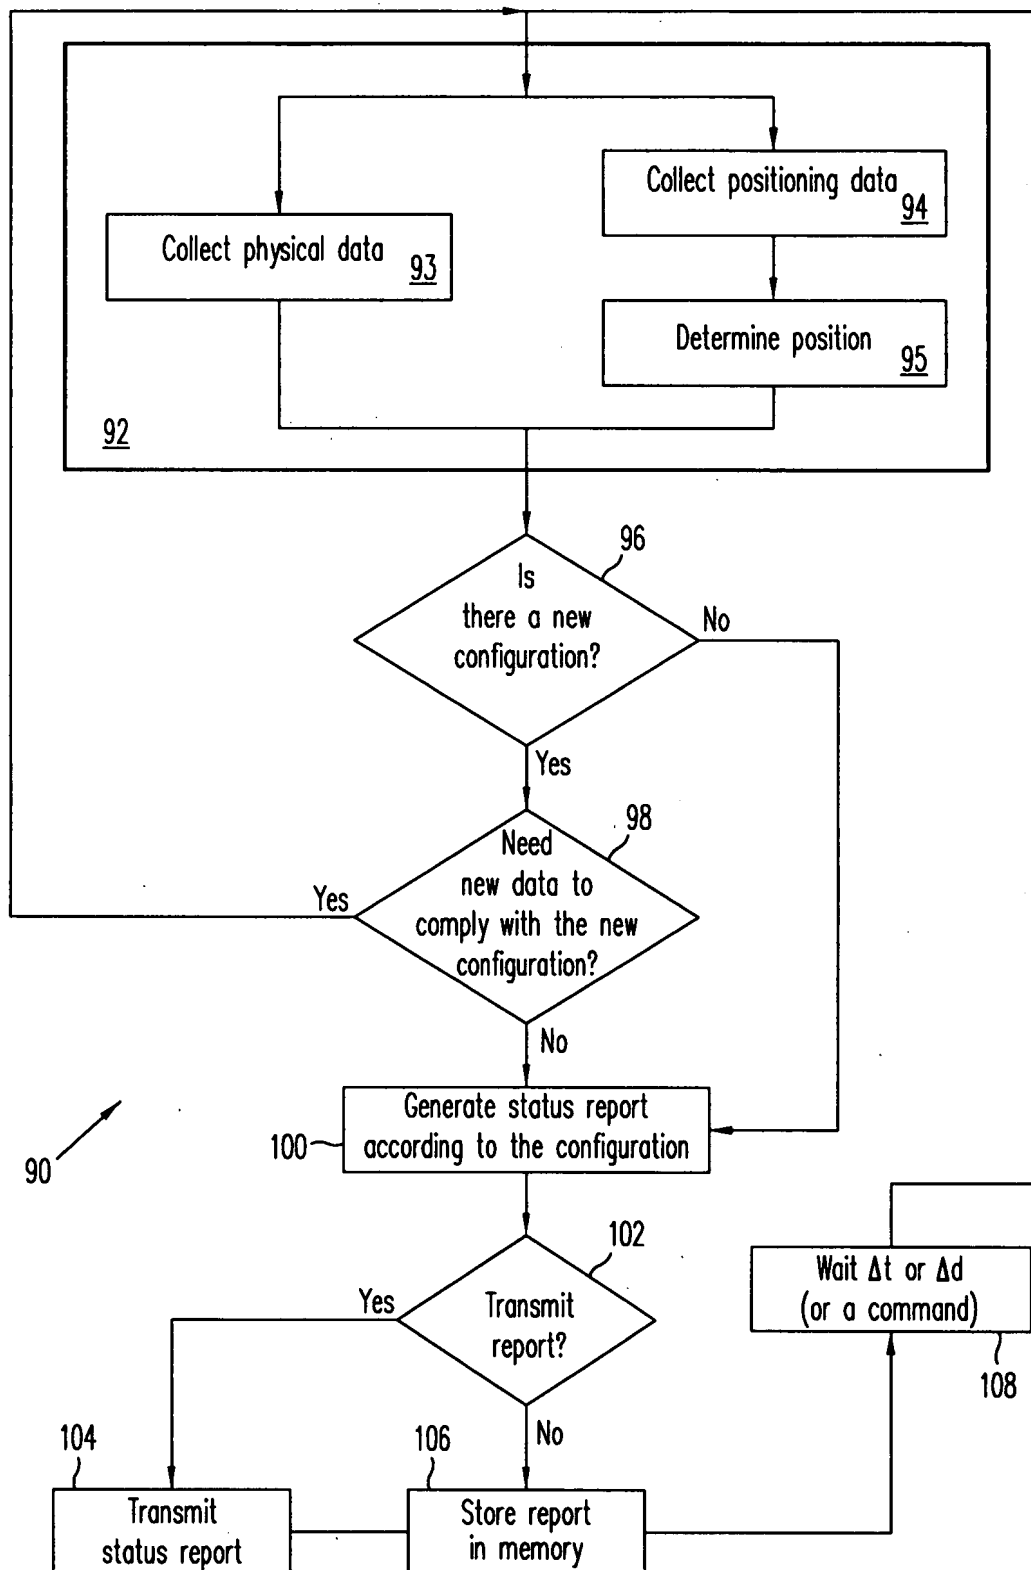 Collect positioning data
94
Collect physical data
93
Determine position
95
92
96
Is
there a new
configuration?
No
Yes
98
Need
new data to
comply with the new
configuration?
Yes
No
Generate status report
according to the configuration
100
90
102
Transmit
report?
Yes
No
Wait Δt or Δd
(or a command)
108
104
Transmit
status report
106
Store report
in memory